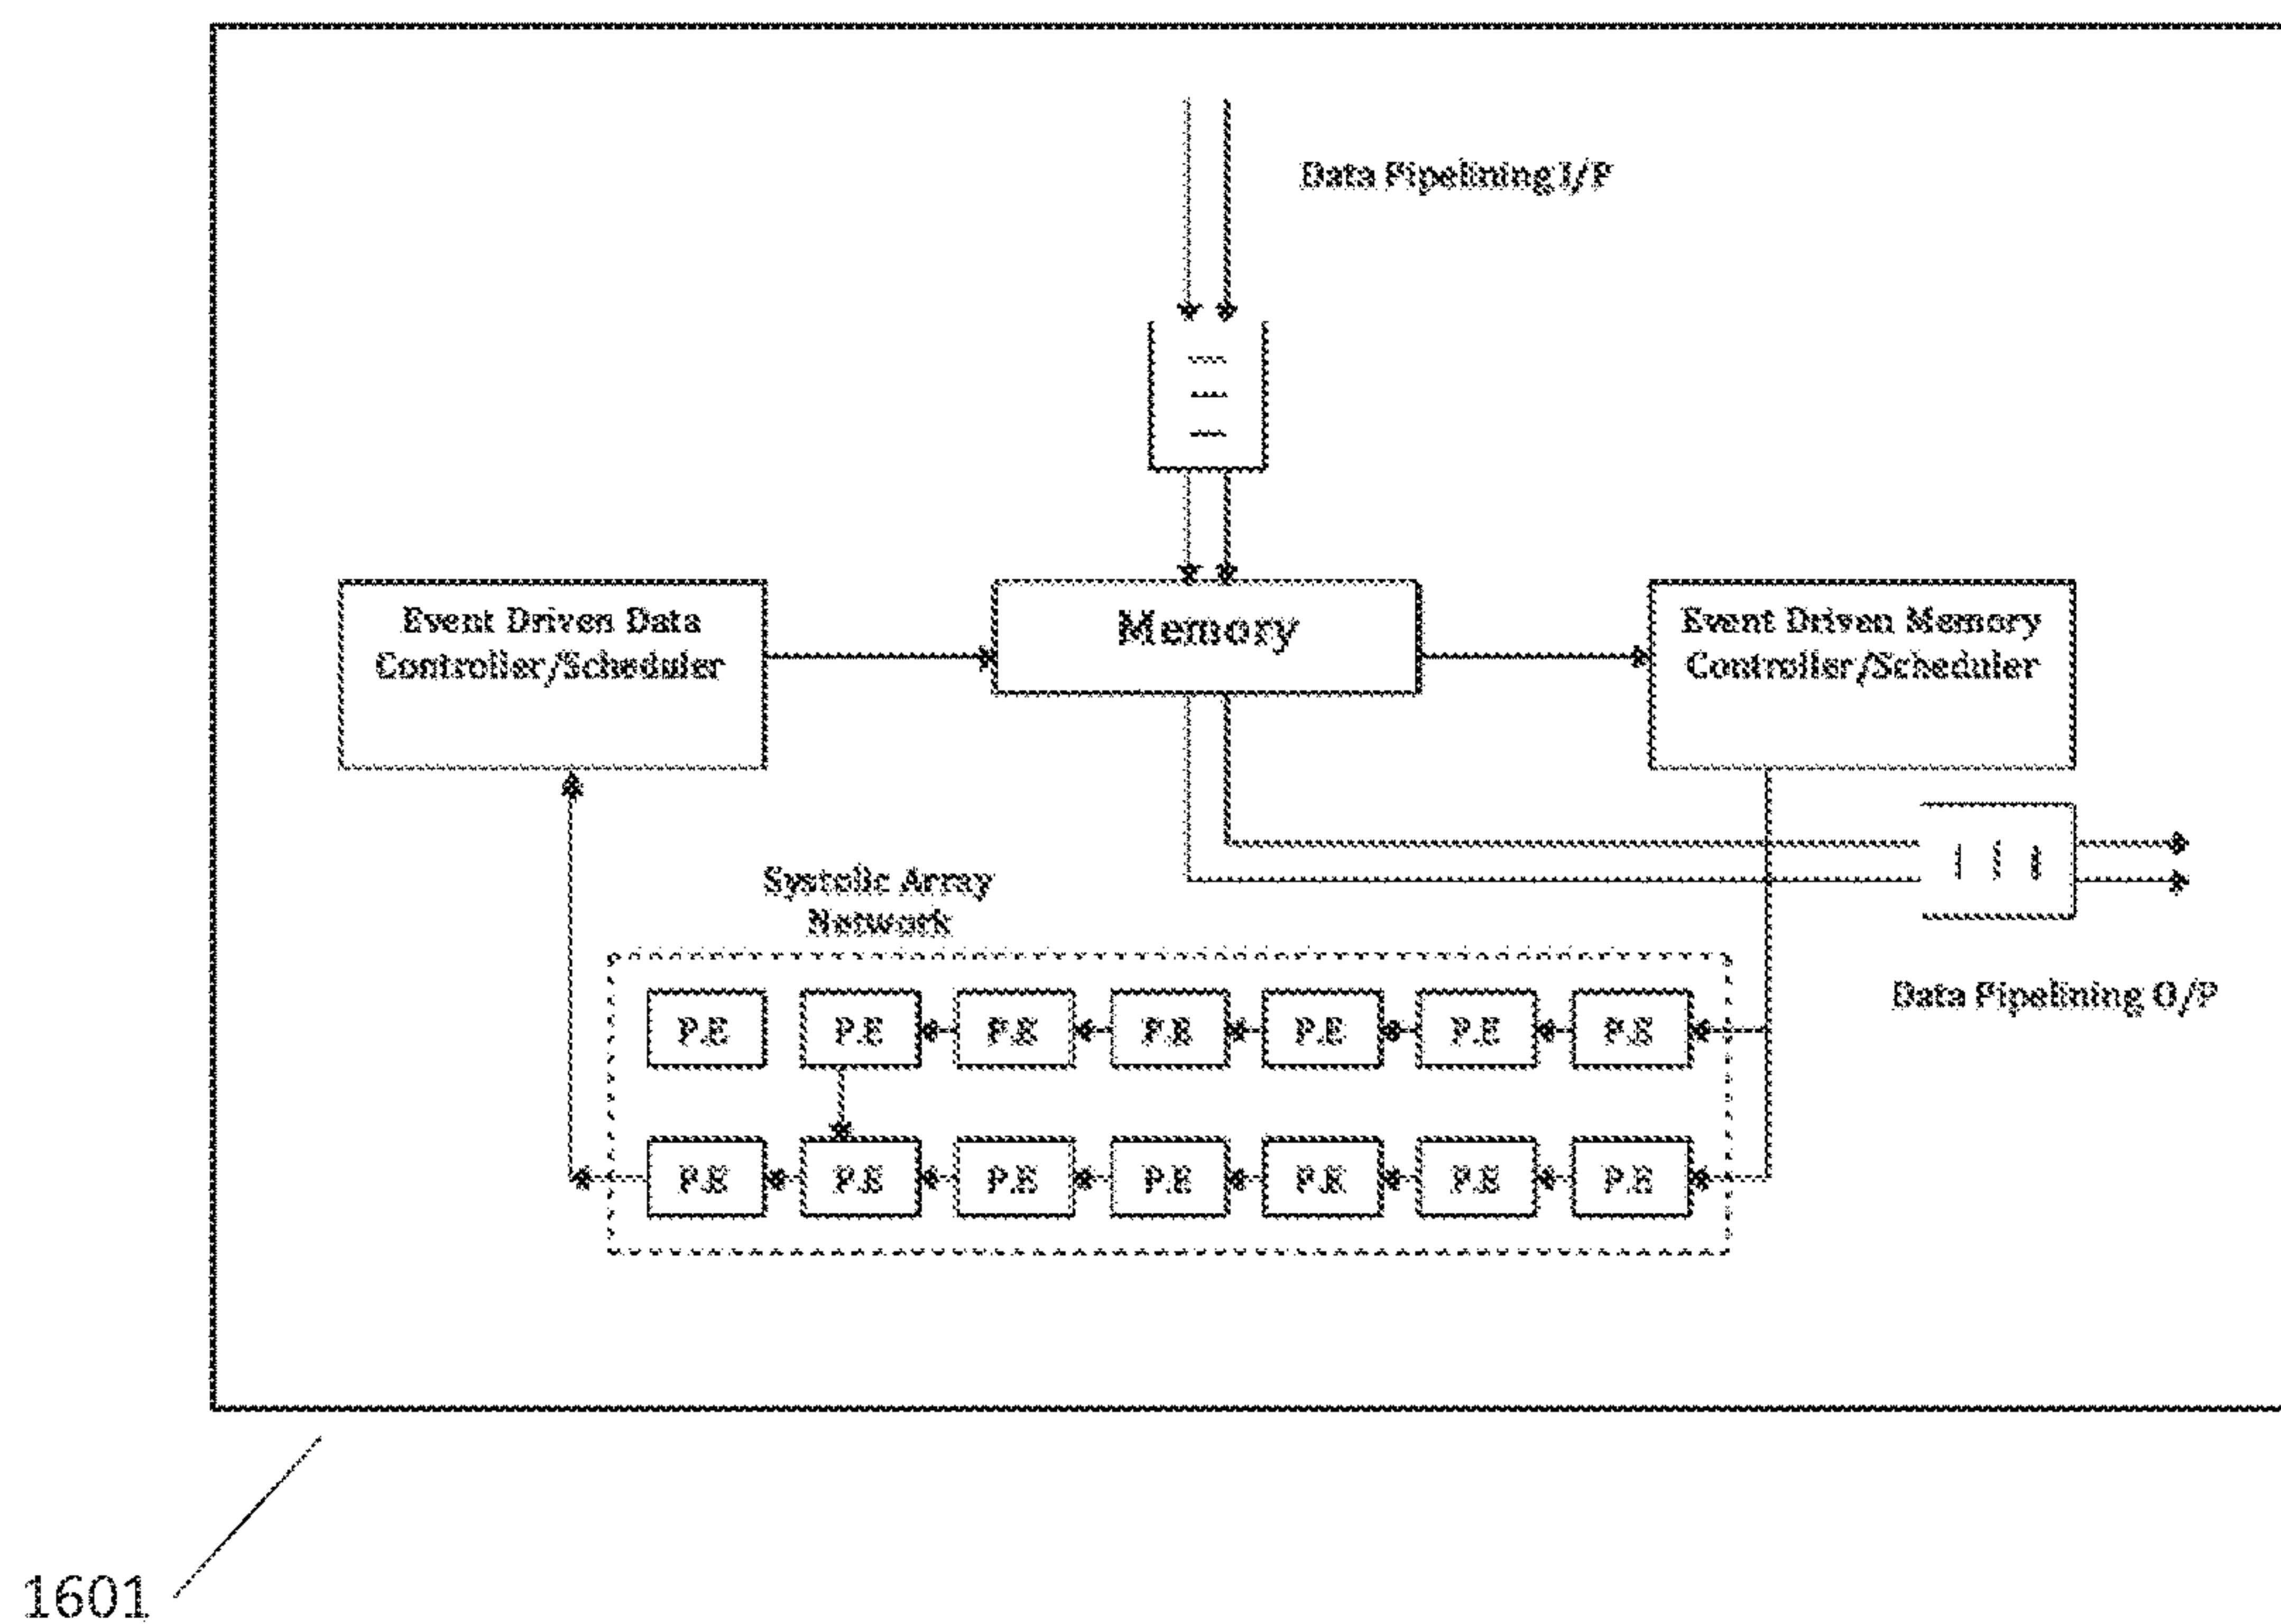 Data Pipelining I/P
Memory
Event Driven Data
Controller/Scheduler
Event Driven Memory
Controller/Scheduler
Systolic Array
Network
Data Pipelining O/P
P.E P.E P.E P.E P.E P.E P.E
P.E P.E P.E P.E P.E P.E P.E
1601